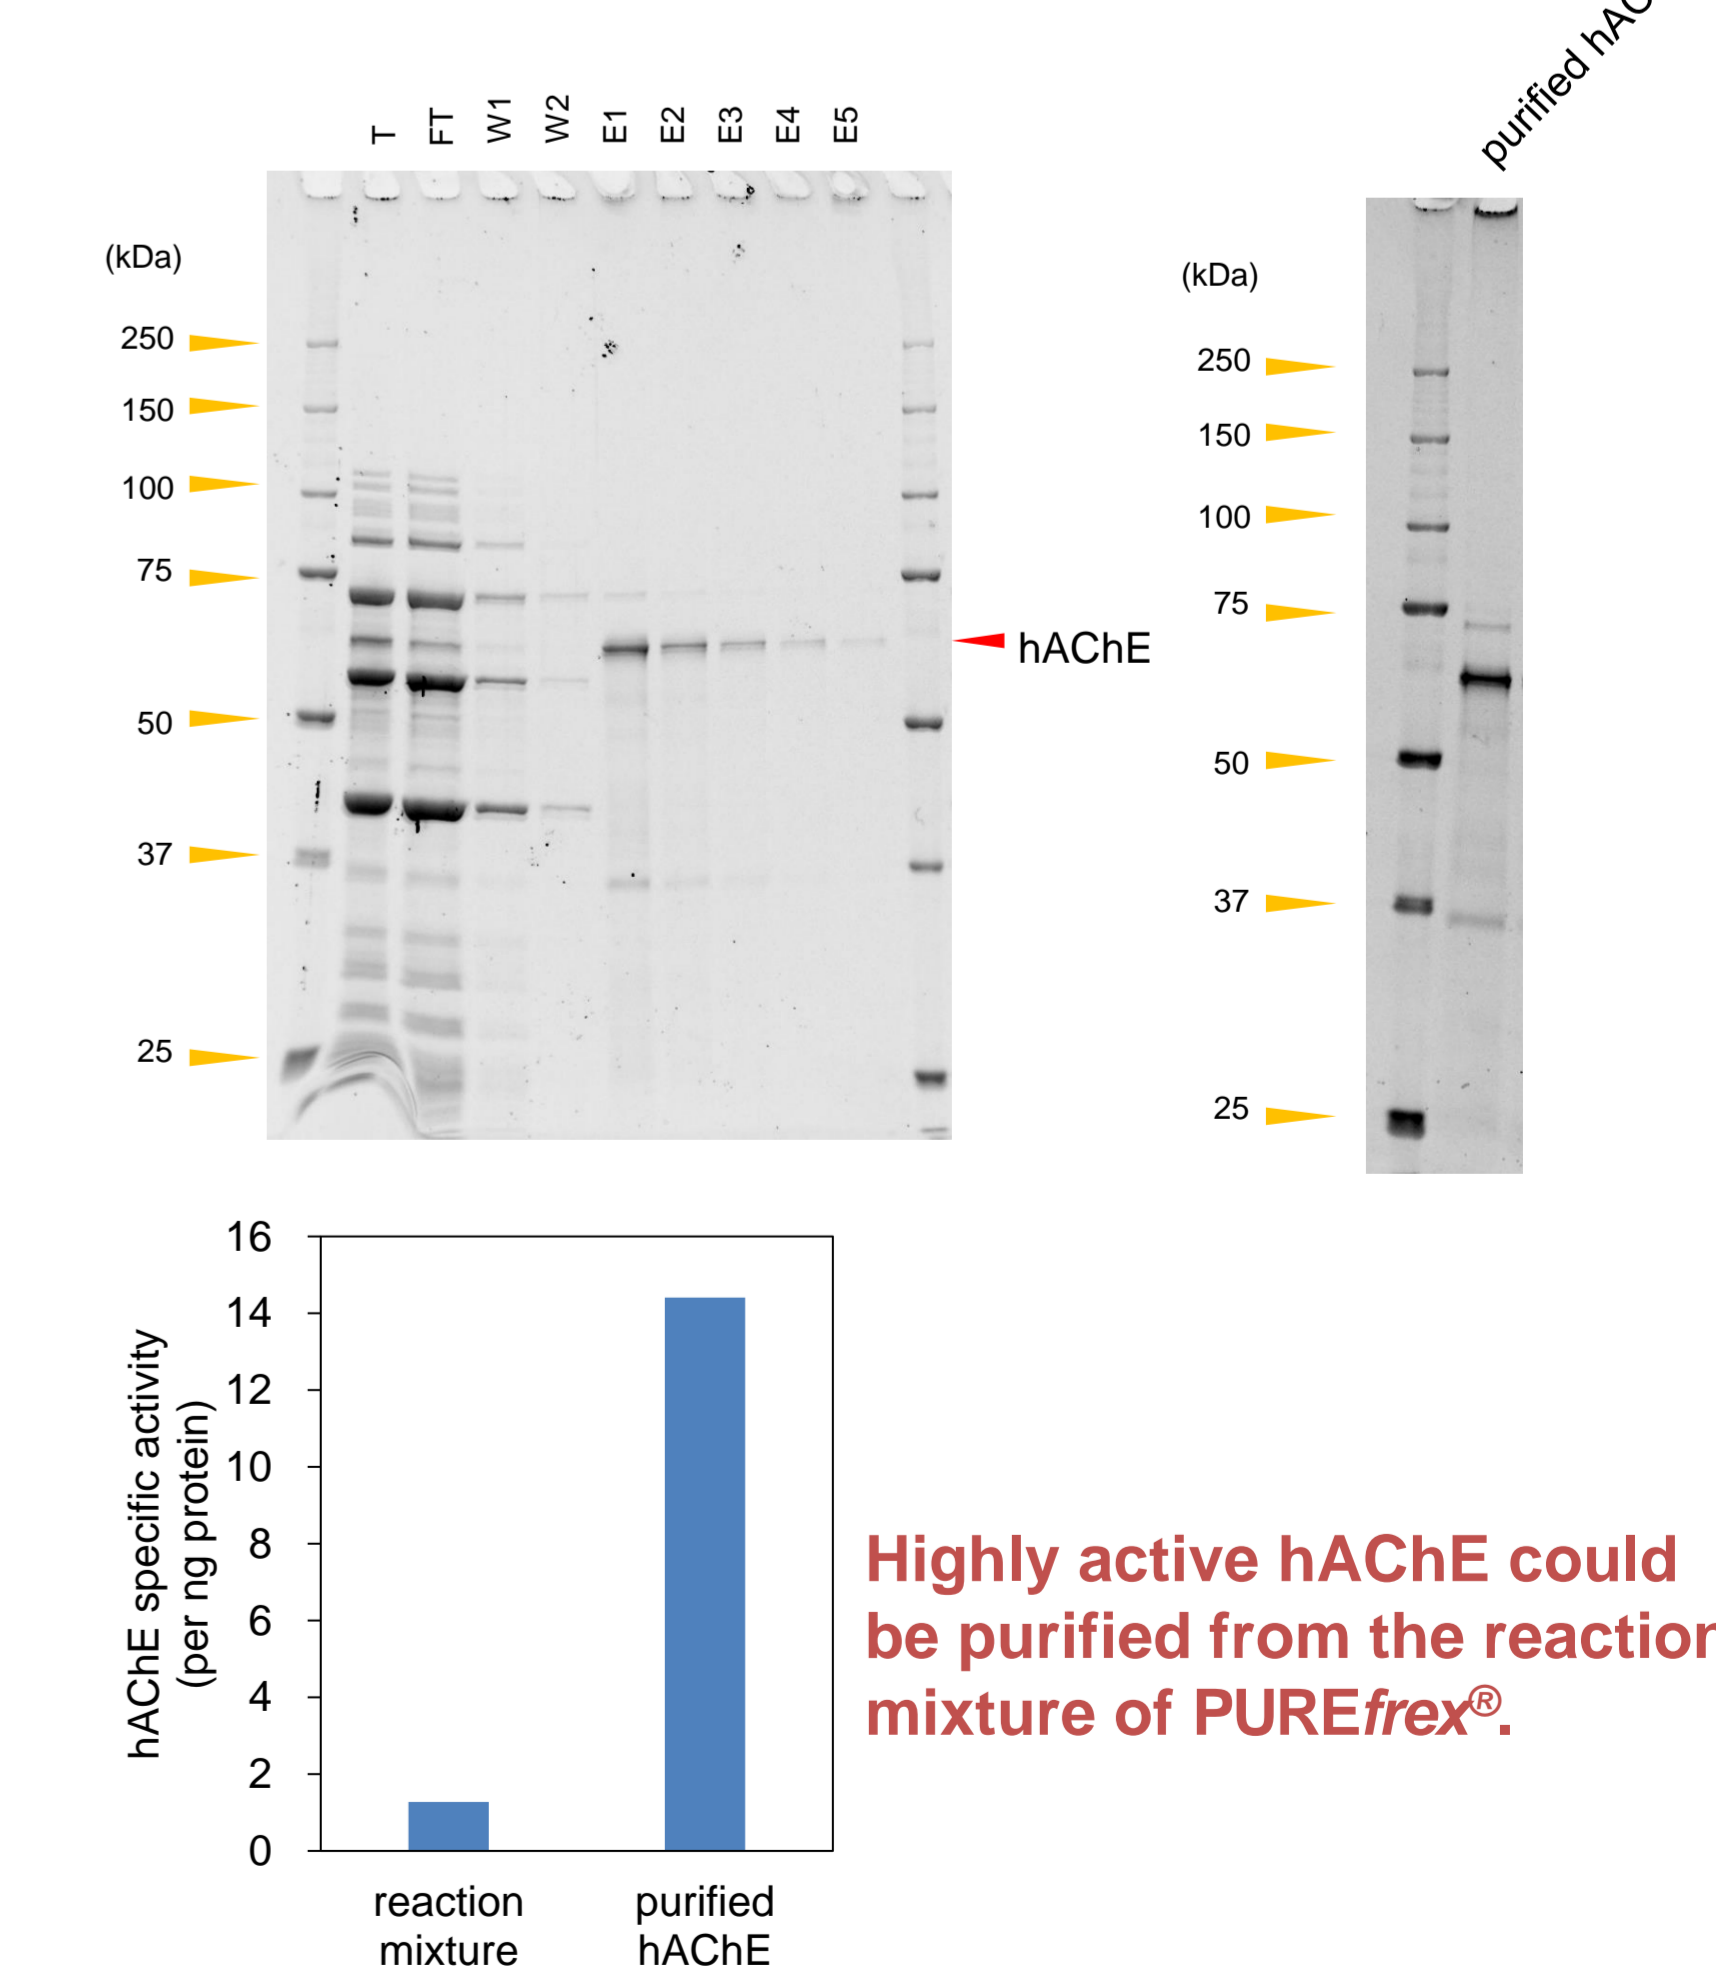 purified hAC
T FT W1 W2 E1 E2 E3 E4 E5
(kDa)
250
150
100
75
50
37
25
hAChE
(kDa)
250
150
100
75
50
37
25
16
14
12
10
8
6
4
2
0
hAChE specific activity
(per ng protein)
reaction
mixture
purified
hAChE
Highly active hAChE could
be purified from the reaction
mixture of PUREfrex®.